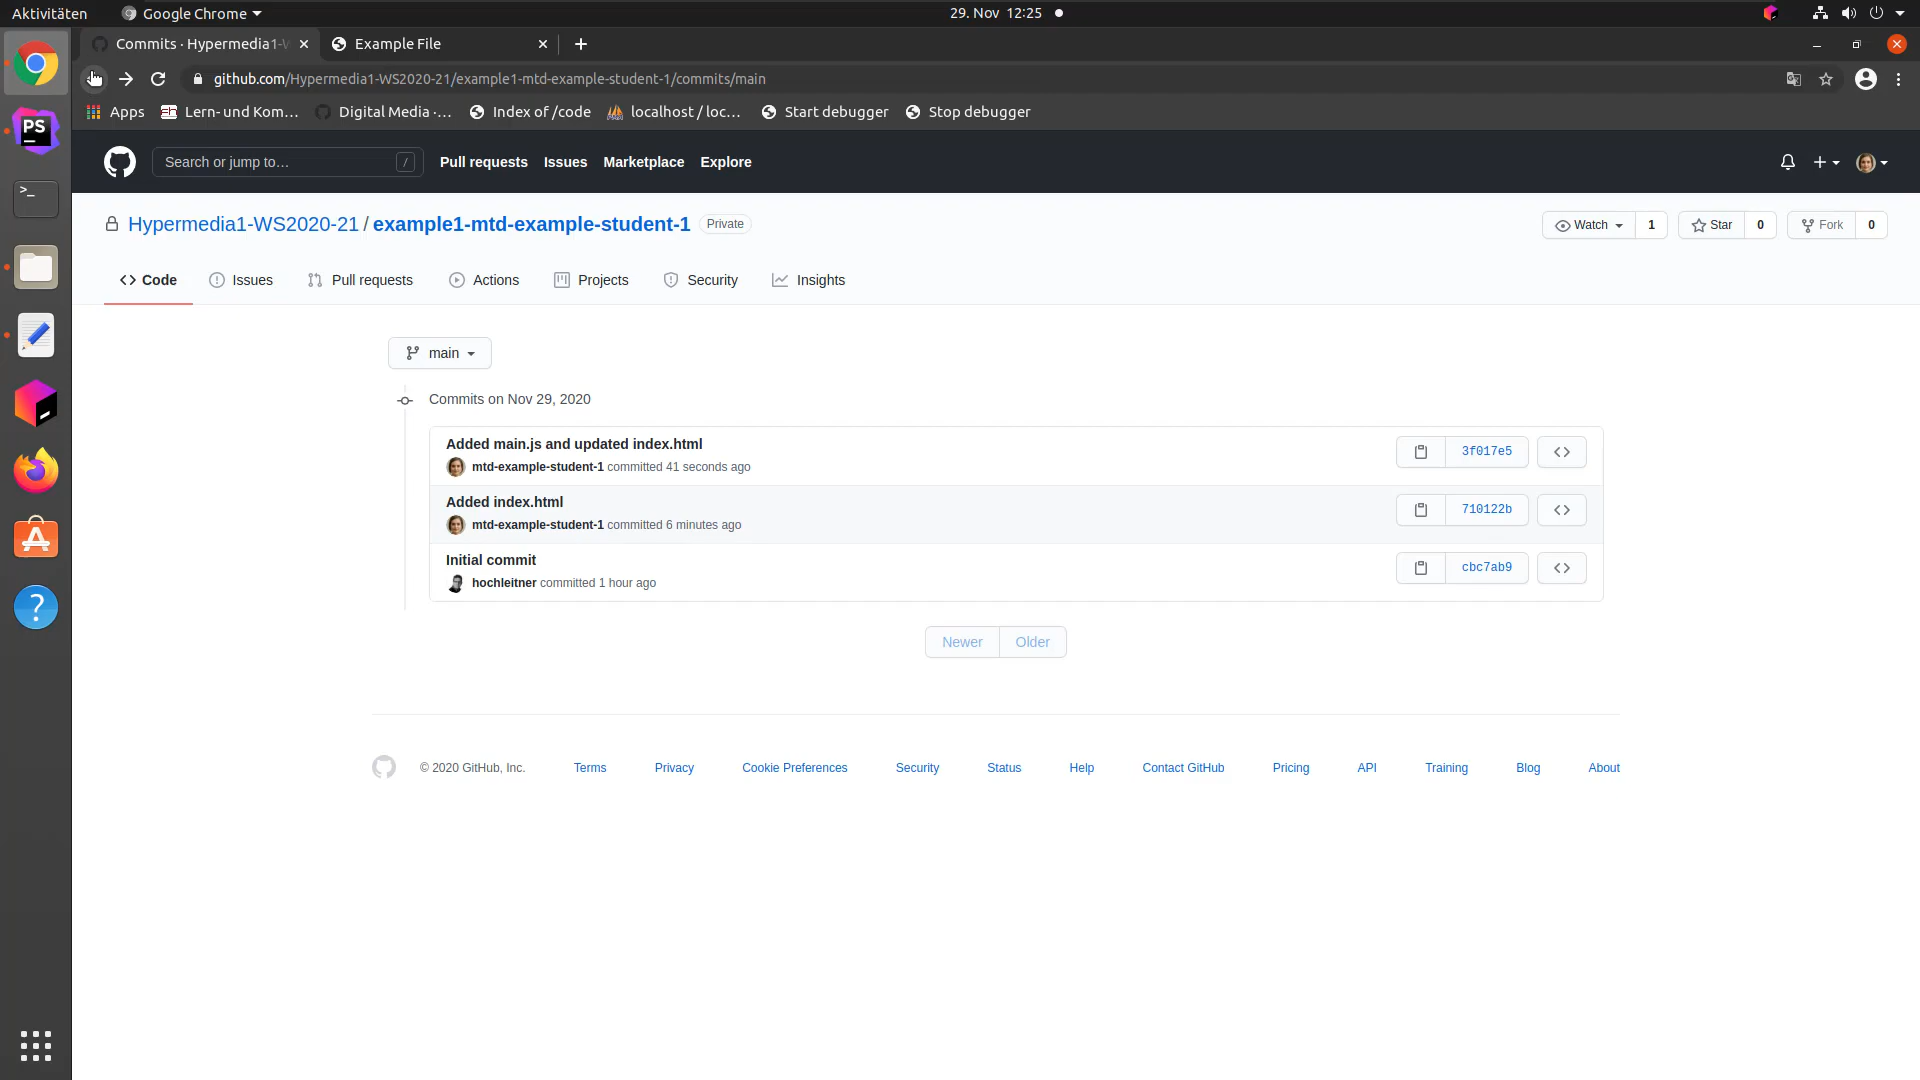 Aktivitäten
Google Chrome
29. Nov 12:25
Commits · Hypermedia1-W
Example File
github.com/Hypermedia1-WS2020-21/example1-mtd-example-student-1/commits/main
Apps
Lern- und Kom…
Digital Media ·…
Index of /code
localhost / loc…
Start debugger
Stop debugger
Search or jump to…
/
Pull requests
Issues
Marketplace
Explore
Hypermedia1-WS2020-21 / example1-mtd-example-student-1
Private
Watch
1
Star
0
Fork
0
Code
Issues
Pull requests
Actions
Projects
Security
Insights
PS
>_
main
Commits on Nov 29, 2020
Added main.js and updated index.html
mtd-example-student-1 committed 41 seconds ago
3f017e5
Added index.html
mtd-example-student-1 committed 6 minutes ago
710122b
Initial commit
hochleitner committed 1 hour ago
cbc7ab9
Newer
Older
© 2020 GitHub, Inc.
Terms
Privacy
Cookie Preferences
Security
Status
Help
Contact GitHub
Pricing
API
Training
Blog
About